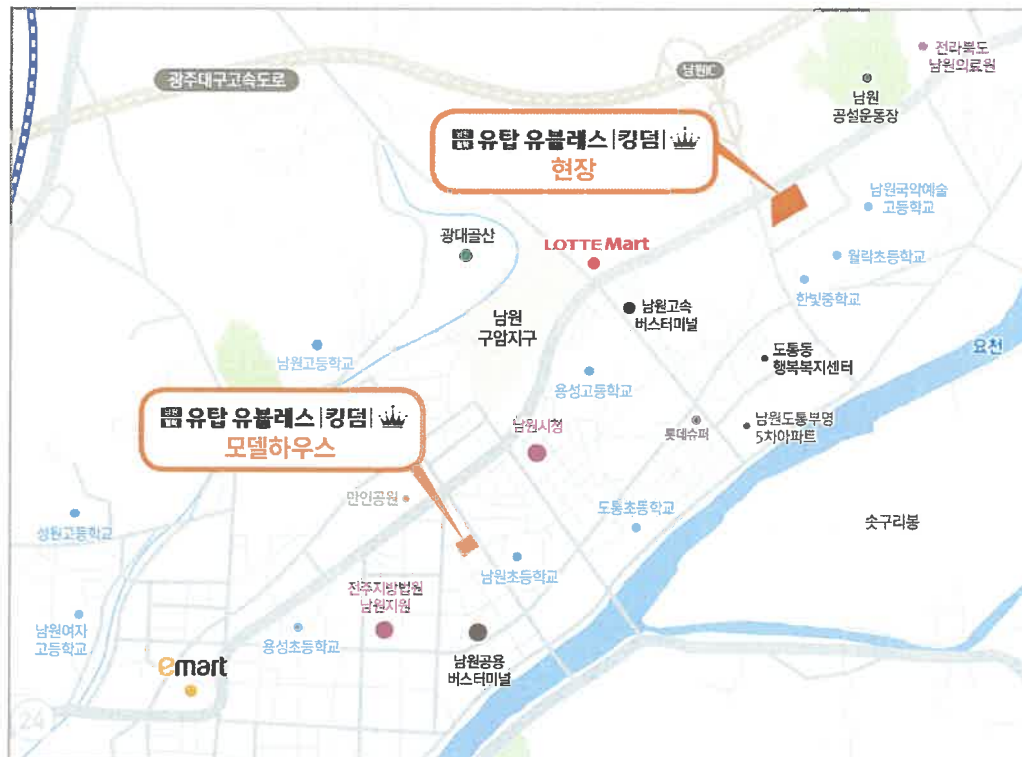 전라북도
남원의료원
광주대구고속도로
남원IC
남원
공설운동장
유탑 유블레스|킹덤|
현장
남원국악예술
고등학교
광대골산
LOTTE Mart
월락초등학교
한빛중학교
남원고속
버스터미널
남원
구암지구
요천
도통동
행복복지센터
남원고등학교
용성고등학교
유탑 유블레스|킹덤|
모델하우스
남원시청
롯데슈퍼
남원도통부영
5차아파트
만인공원
도통초등학교
솟구리봉
성원고등학교
남원초등학교
전주지방법원
남원지원
남원여자
고등학교
용성초등학교
emart
남원공용
버스터미널
24